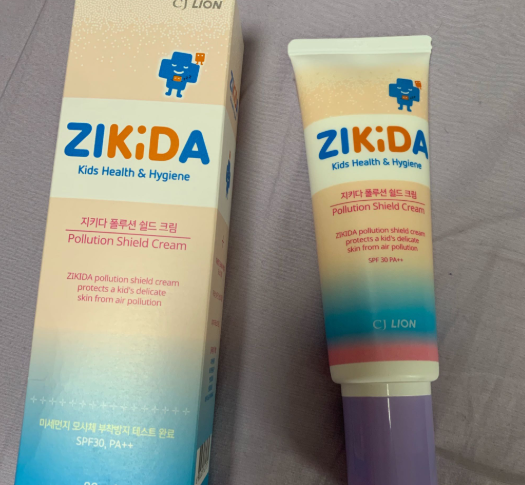 CJ LION
ZIKiDA
Kids Health & Hygiene
지키다 폴루션 쉴드 크림
Pollution Shield Cream
ZIKIDA pollution shield cream
protects a kid's delicate
skin from air pollution
미세먼지 모사체 부착방지 테스트 완료
SPF30, PA++
ZIKiDA
Kids Health & Hygiene
지키다 폴루션 쉴드 크림
Pollution Shield Cream
ZIKIDA pollution shield cream
protects a kid's delicate
skin from air pollution
SPF 30 PA++
CJ LION